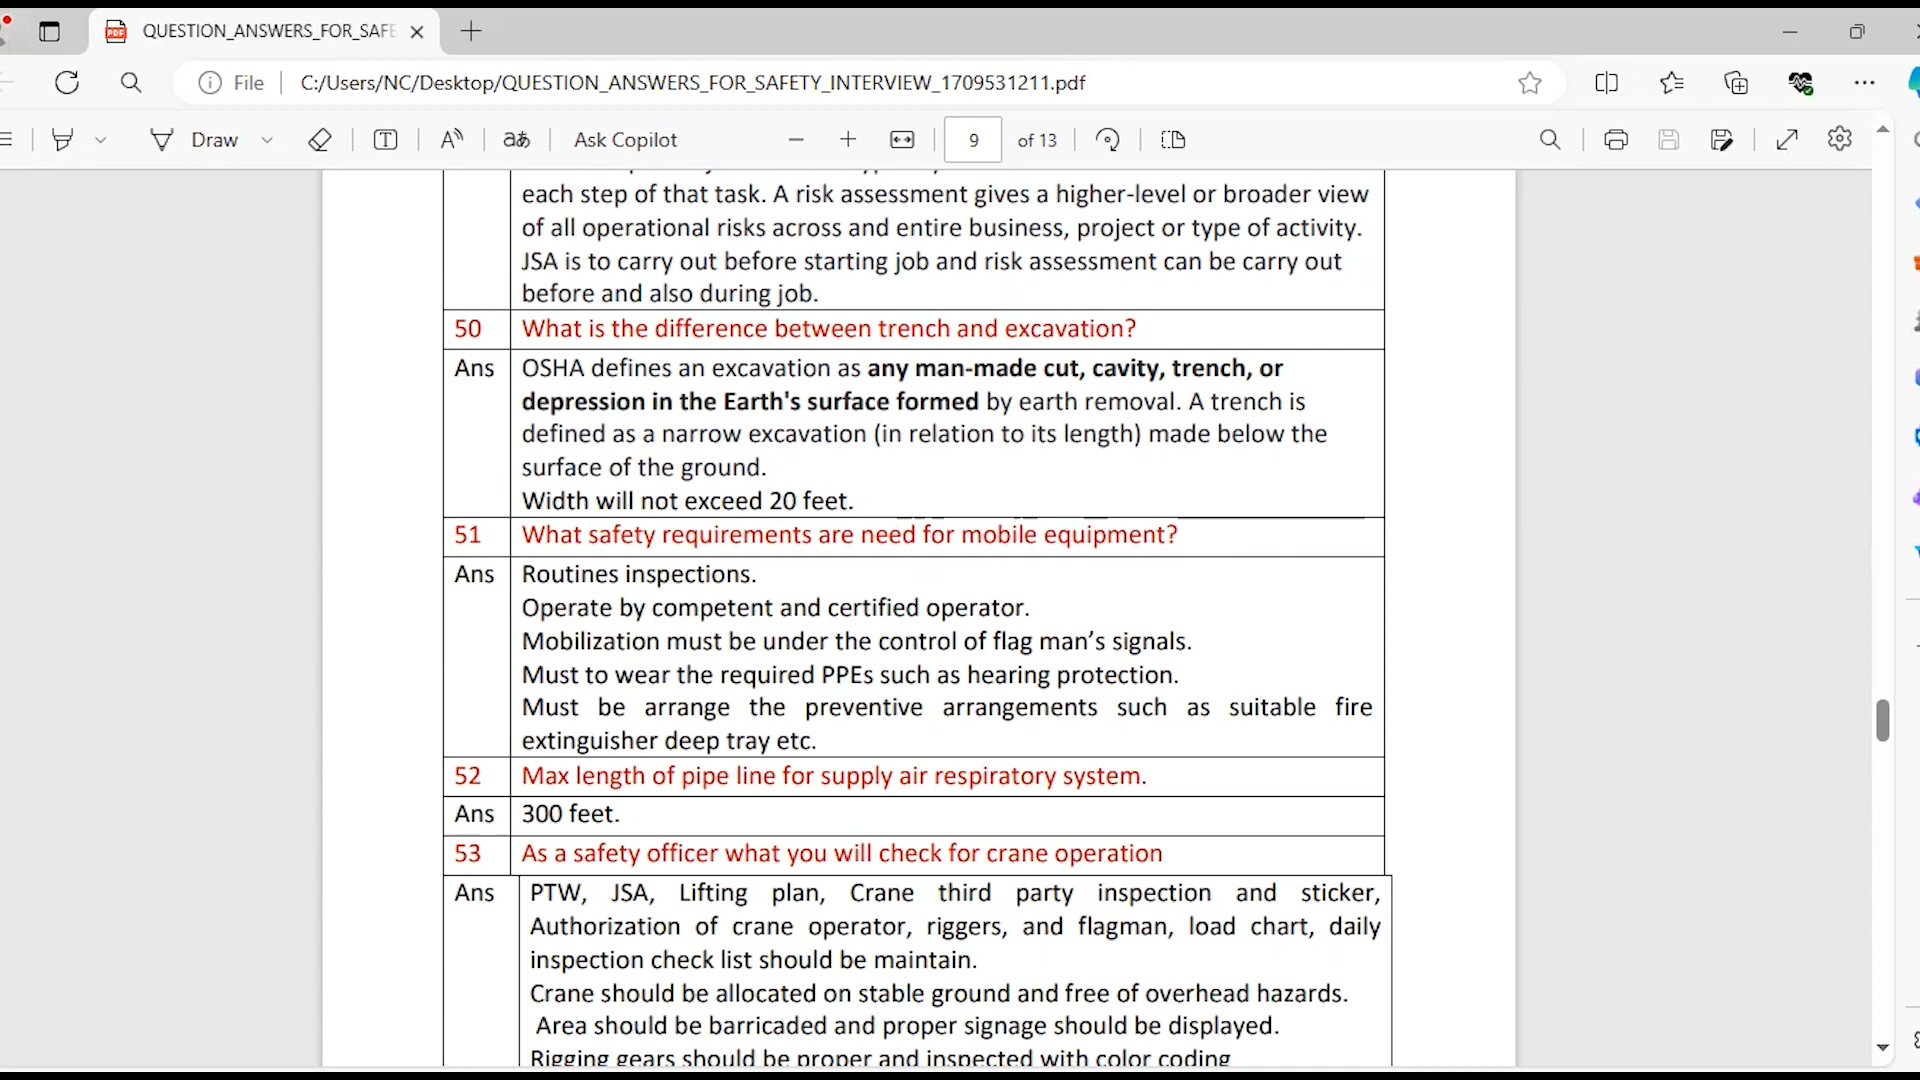 QUESTION_ANSWERS_FOR_SAFE
File
C:/Users/NC/Desktop/QUESTION_ANSWERS_FOR_SAFETY_INTERVIEW_1709531211.pdf
Draw
Ask Copilot
9 of 13
each step of that task. A risk assessment gives a higher-level or broader view
of all operational risks across and entire business, project or type of activity.
JSA is to carry out before starting job and risk assessment can be carry out
before and also during job.
50 What is the difference between trench and excavation?
Ans OSHA defines an excavation as any man-made cut, cavity, trench, or
depression in the Earth's surface formed by earth removal. A trench is
defined as a narrow excavation (in relation to its length) made below the
surface of the ground.
Width will not exceed 20 feet.
51 What safety requirements are need for mobile equipment?
Ans Routines inspections.
Operate by competent and certified operator.
Mobilization must be under the control of flag man’s signals.
Must to wear the required PPEs such as hearing protection.
Must be arrange the preventive arrangements such as suitable fire
extinguisher deep tray etc.
52 Max length of pipe line for supply air respiratory system.
Ans 300 feet.
53 As a safety officer what you will check for crane operation
Ans PTW, JSA, Lifting plan, Crane third party inspection and sticker,
Authorization of crane operator, riggers, and flagman, load chart, daily
inspection check list should be maintain.
Crane should be allocated on stable ground and free of overhead hazards.
Area should be barricaded and proper signage should be displayed.
Rigging gears should be proper and inspected with color coding